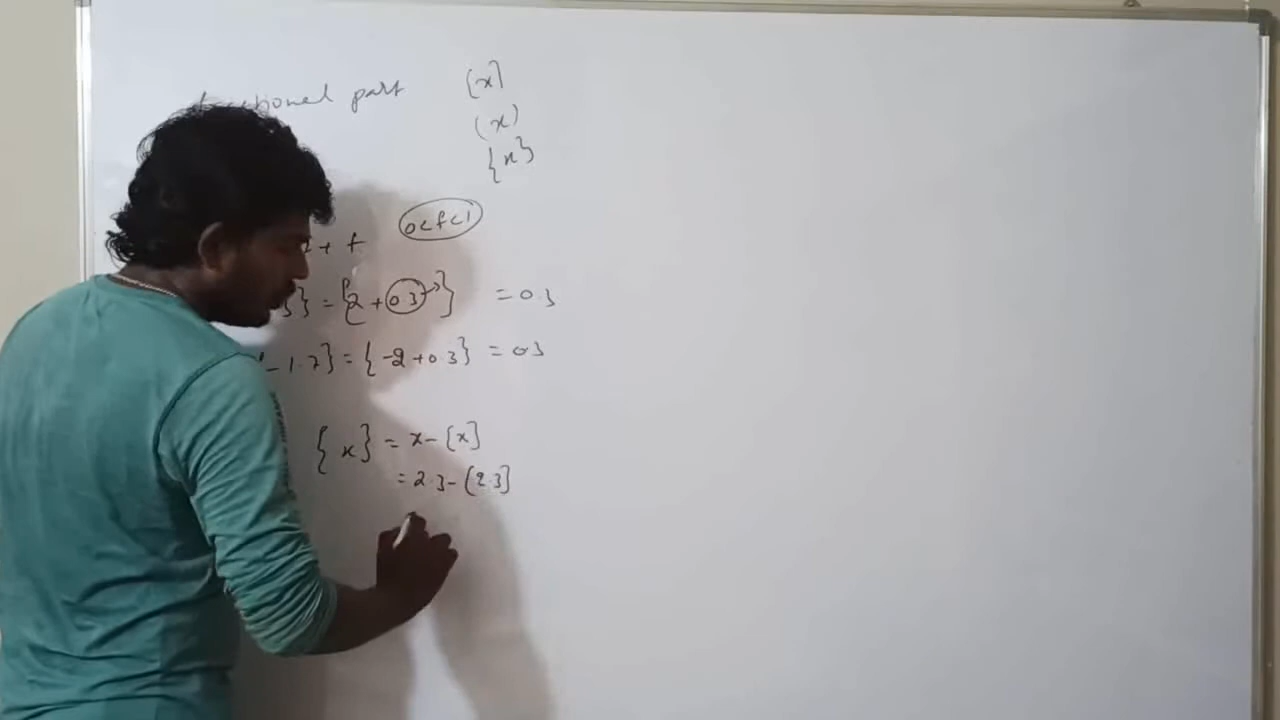 part [x]
(x)
{x}
0<f<1
+ f
} = {2 + 0.3} = 0.3
-1.7} = {-2+0.3} = 0.3
{x} = x-[x]
= 2.3-[2.3]